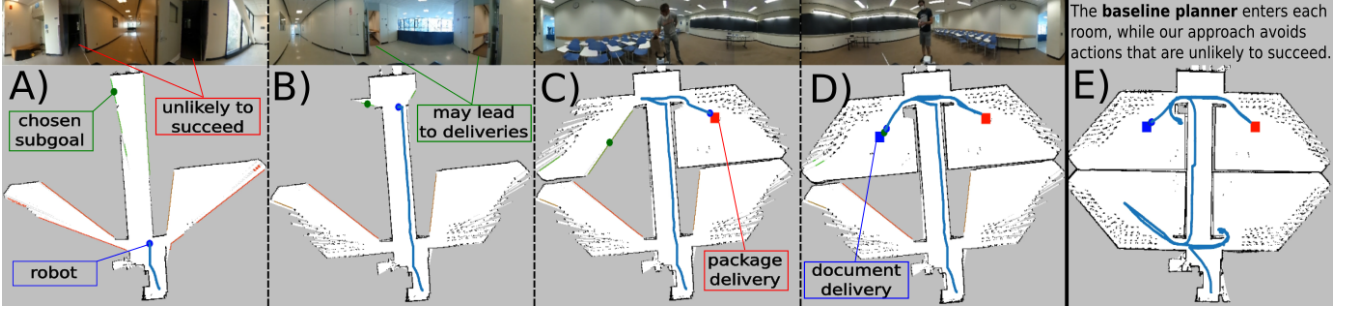 A)
chosen
subgoal
unlikely to
succeed
robot
B)
may lead
to deliveries
C)
package
delivery
D)
document
delivery
The baseline planner enters each
room, while our approach avoids
actions that are unlikely to succeed.
E)